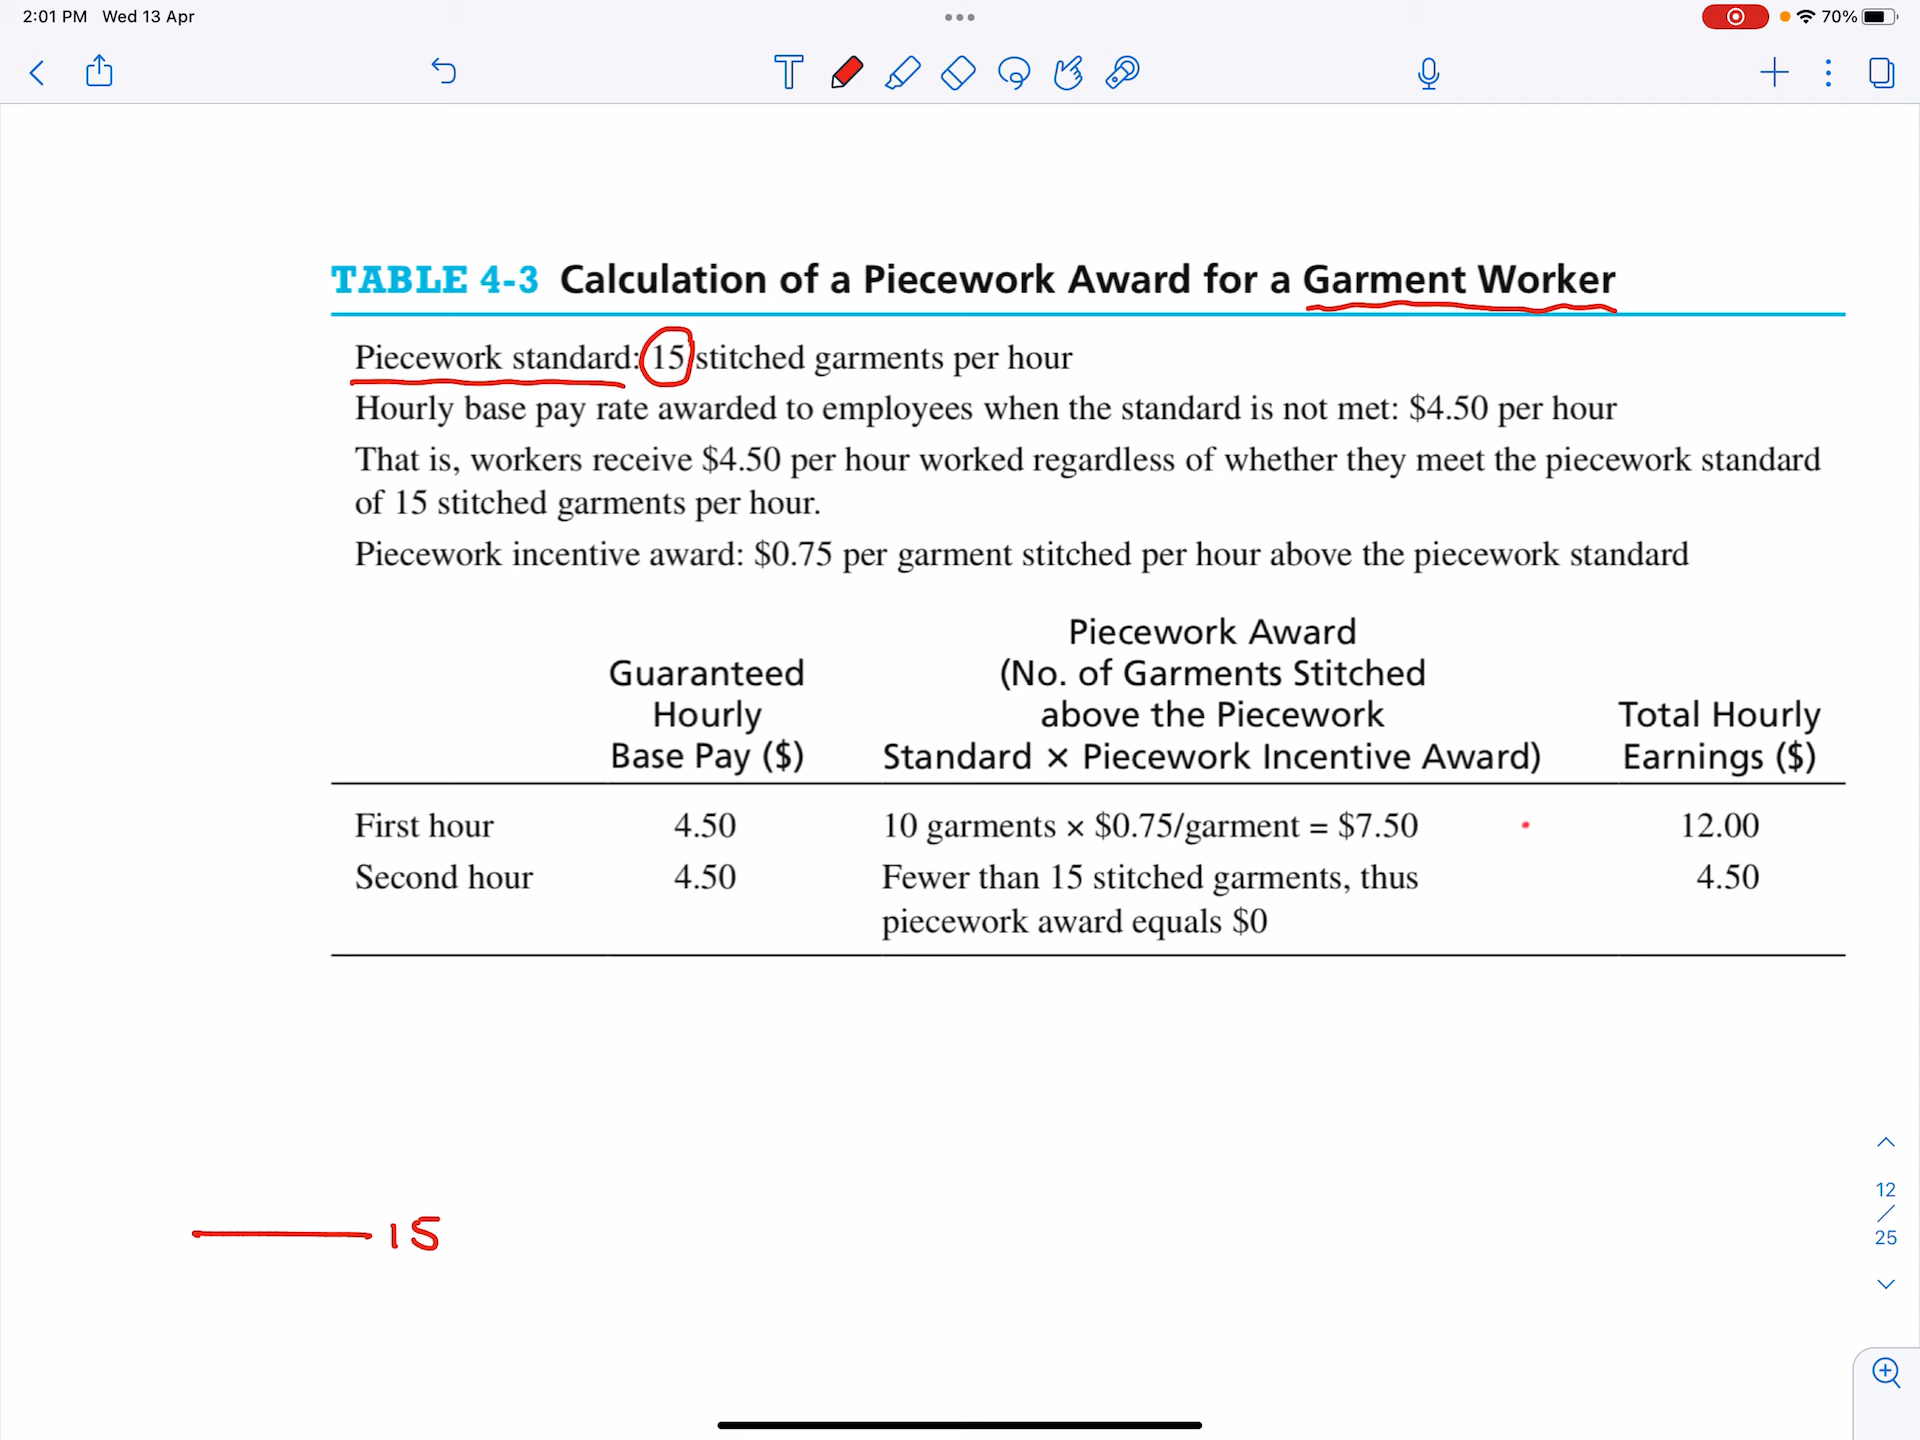 2:01 PM Wed 13 Apr
70%
TABLE 4-3 Calculation of a Piecework Award for a Garment Worker
Piecework standard: 15 stitched garments per hour
Hourly base pay rate awarded to employees when the standard is not met: $4.50 per hour
That is, workers receive $4.50 per hour worked regardless of whether they meet the piecework standard
of 15 stitched garments per hour.
Piecework incentive award: $0.75 per garment stitched per hour above the piecework standard
Guaranteed
Hourly
Base Pay ($)
Piecework Award
(No. of Garments Stitched
above the Piecework
Standard × Piecework Incentive Award)
Total Hourly
Earnings ($)
First hour 4.50 10 garments × $0.75/garment = $7.50 12.00
Second hour 4.50 Fewer than 15 stitched garments, thus 4.50
piecework award equals $0
15
12
/
25